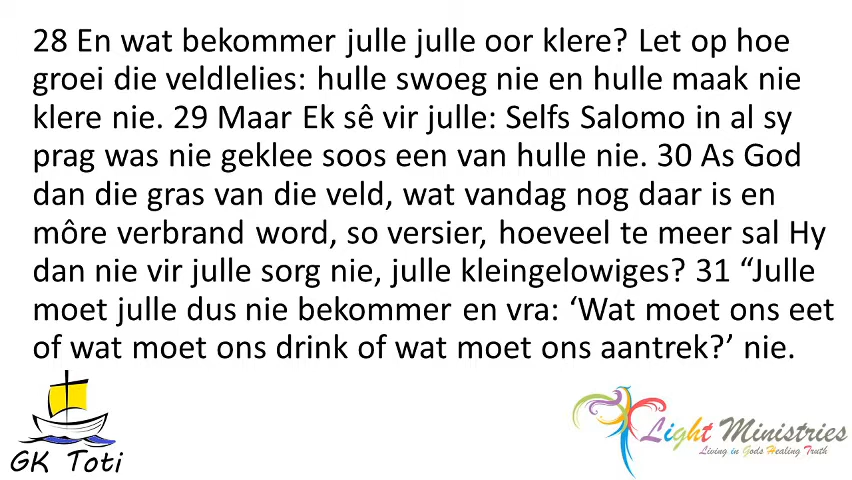 28 En wat bekommer julle julle oor klere? Let op hoe
groei die veldlelies: hulle swoeg nie en hulle maak nie
klere nie. 29 Maar Ek sê vir julle: Selfs Salomo in al sy
prag was nie geklee soos een van hulle nie. 30 As God
dan die gras van die veld, wat vandag nog daar is en
môre verbrand word, so versier, hoeveel te meer sal Hy
dan nie vir julle sorg nie, julle kleingelowiges? 31 “Julle
moet julle dus nie bekommer en vra: ‘Wat moet ons eet
of wat moet ons drink of wat moet ons aantrek?’ nie.
GK Toti
Light Ministries
Living in Gods Healing Truth